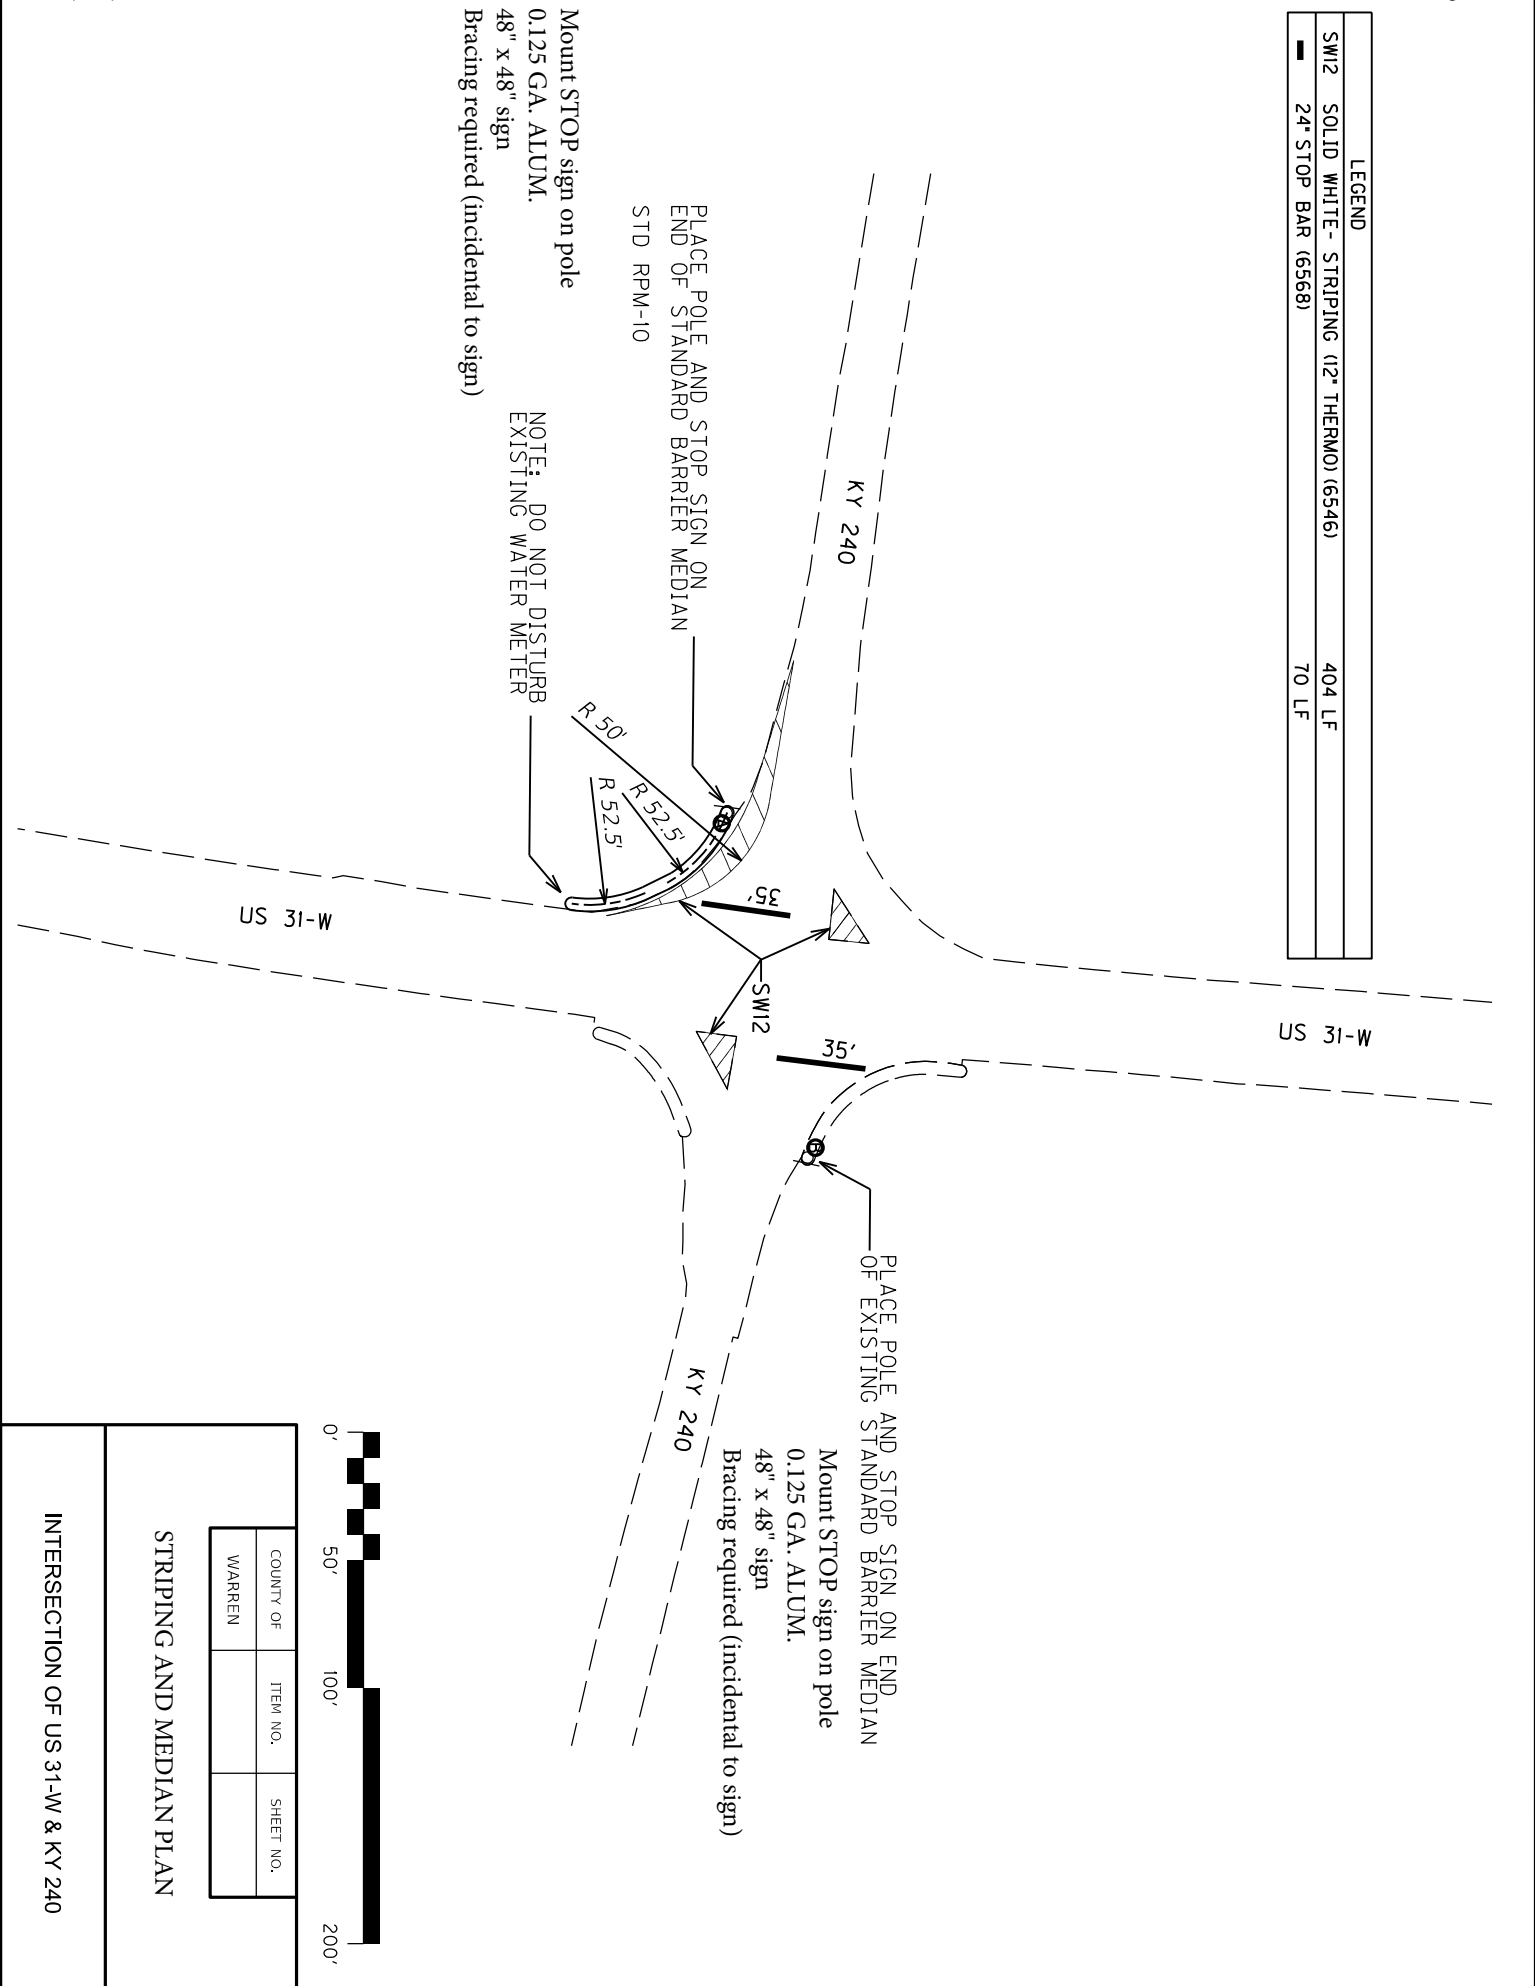 LEGEND
SW12 SOLID WHITE- STRIPING (12" THERMO) (6546) 404 LF
24" STOP BAR (6568) 70 LF
KY 240
PLACE POLE AND STOP SIGN ON
END OF STANDARD BARRIER MEDIAN
STD RPM-10
Mount STOP sign on pole
0.125 GA. ALUM.
48" x 48" sign
Bracing required (incidental to sign)
NOTE: DO NOT DISTURB
EXISTING WATER METER
R 50'
R 52.5'
R 52.5'
35'
SW12
35'
US 31-W
US 31-W
PLACE POLE AND STOP SIGN ON END
OF EXISTING STANDARD BARRIER MEDIAN
Mount STOP sign on pole
0.125 GA. ALUM.
48" x 48" sign
Bracing required (incidental to sign)
KY 240
0' 50' 100' 200'
COUNTY OF ITEM NO. SHEET NO.
WARREN
STRIPING AND MEDIAN PLAN
INTERSECTION OF US 31-W & KY 240